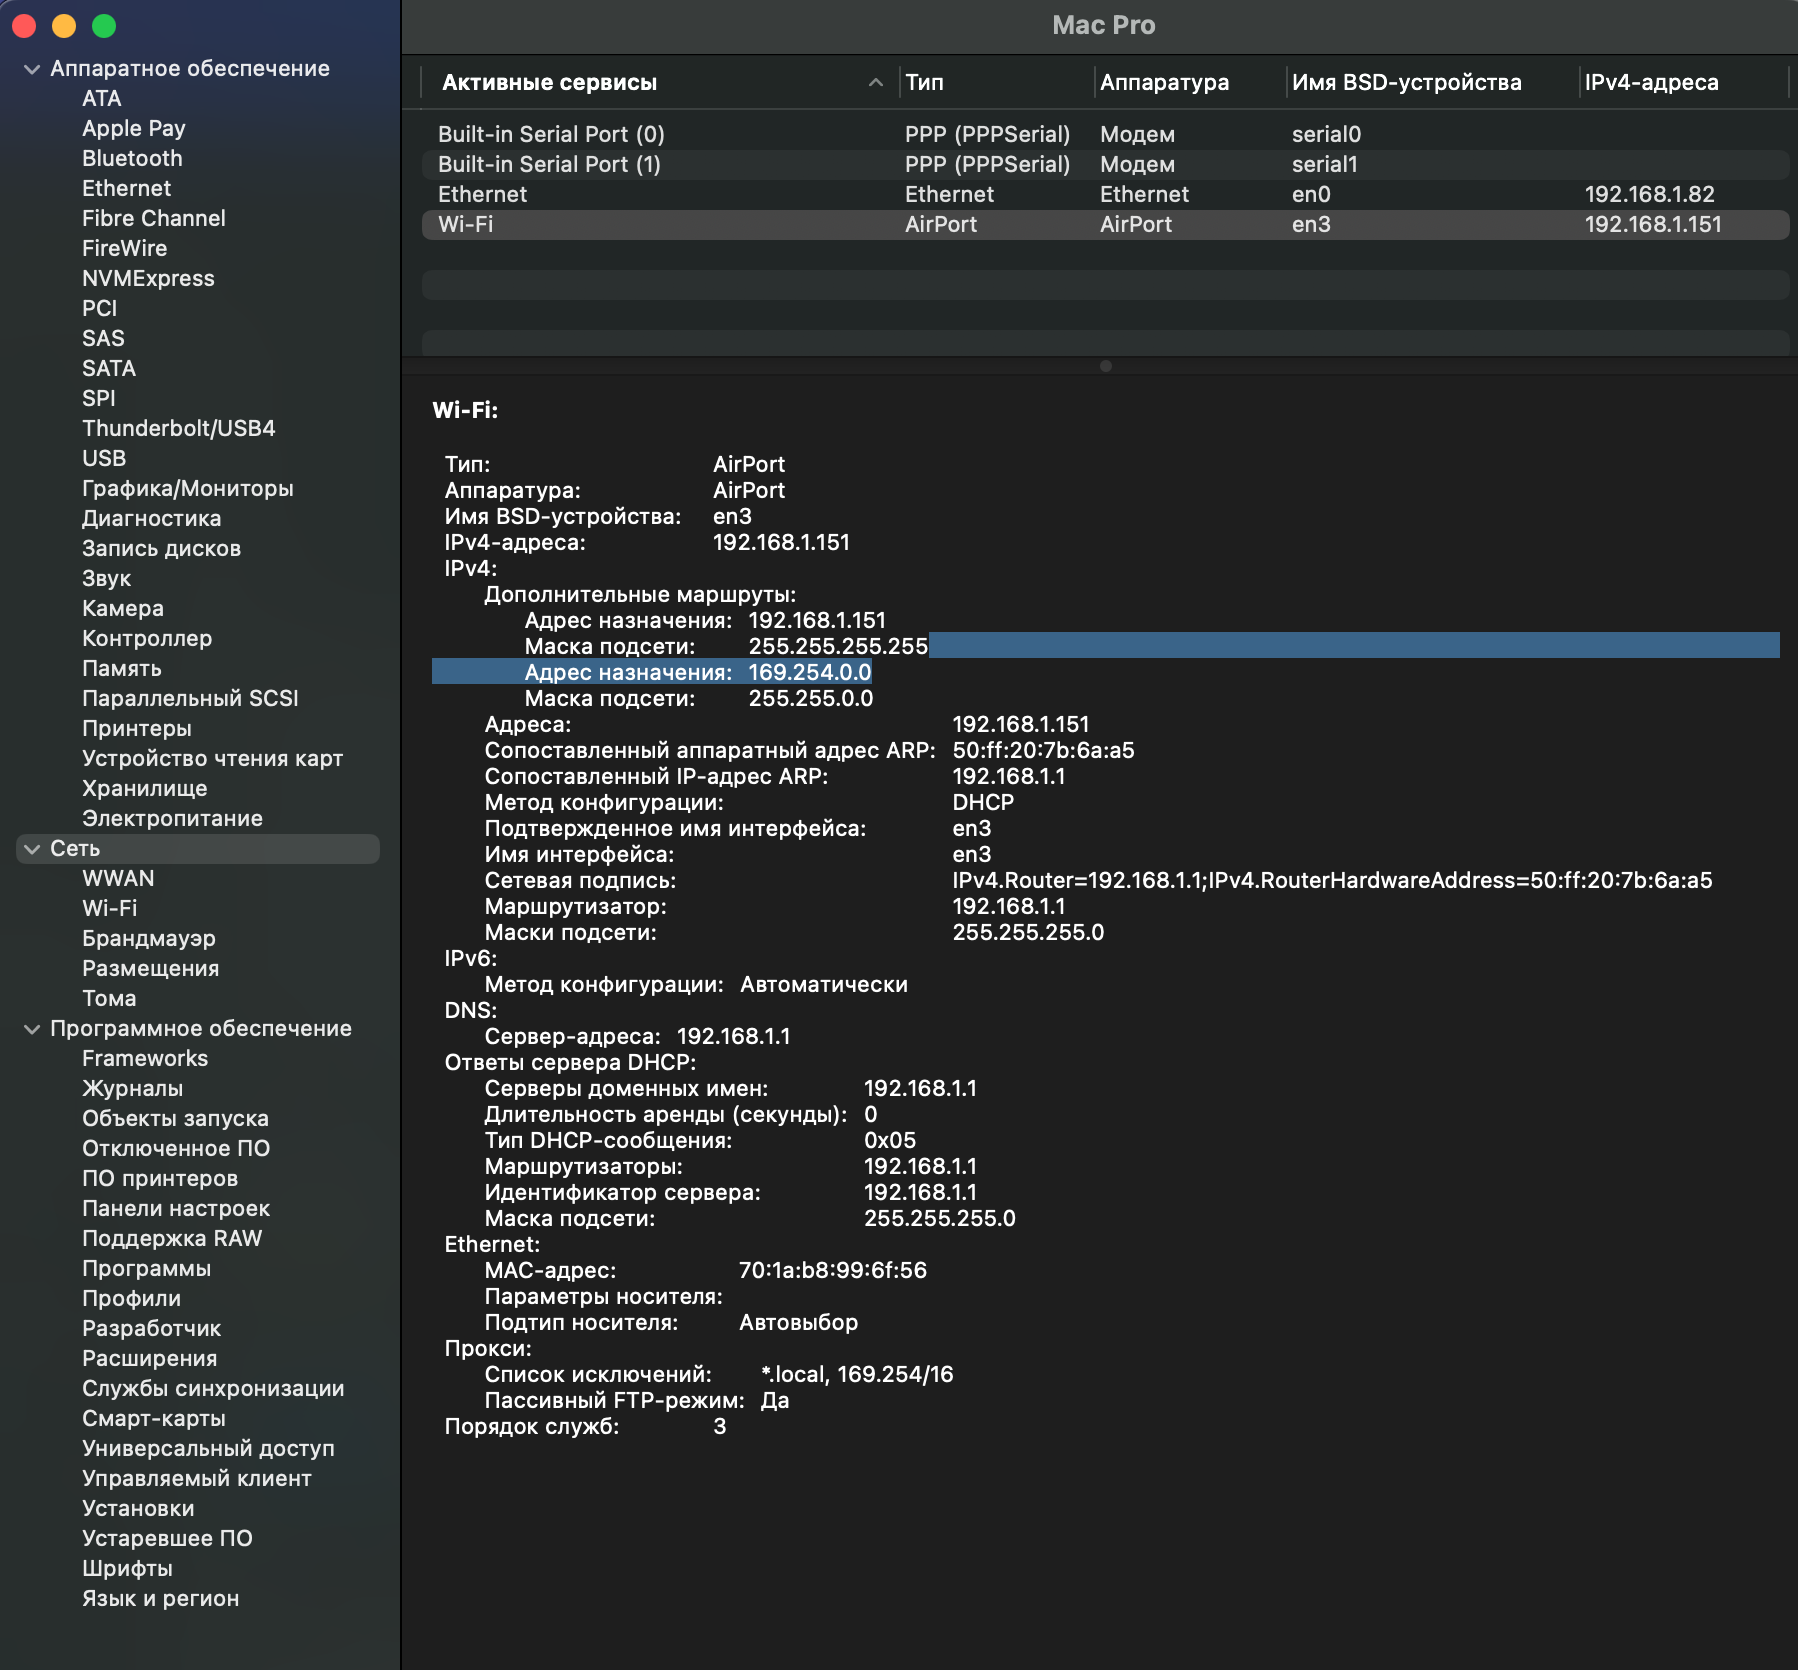 Mac Pro
Аппаратное обеспечение
ATA
Apple Pay
Bluetooth
Ethernet
Fibre Channel
FireWire
NVMExpress
PCI
SAS
SATA
SPI
Thunderbolt/USB4
USB
Графика/Мониторы
Диагностика
Запись дисков
Звук
Камера
Контроллер
Память
Параллельный SCSI
Принтеры
Устройство чтения карт
Хранилище
Электропитание
Сеть
WWAN
Wi-Fi
Брандмауэр
Размещения
Тома
Программное обеспечение
Frameworks
Журналы
Объекты запуска
Отключенное ПО
ПО принтеров
Панели настроек
Поддержка RAW
Программы
Профили
Разработчик
Расширения
Службы синхронизации
Смарт-карты
Универсальный доступ
Управляемый клиент
Установки
Устаревшее ПО
Шрифты
Язык и регион
Активные сервисы Тип Аппаратура Имя BSD-устройства IPv4-адреса
Built-in Serial Port (0) PPP (PPPSerial) Модем serial0
Built-in Serial Port (1) PPP (PPPSerial) Модем serial1
Ethernet Ethernet Ethernet en0 192.168.1.82
Wi-Fi AirPort AirPort en3 192.168.1.151
Wi-Fi:
Тип: AirPort
Аппаратура: AirPort
Имя BSD-устройства: en3
IPv4-адреса: 192.168.1.151
IPv4:
Дополнительные маршруты:
Адрес назначения: 192.168.1.151
Маска подсети: 255.255.255.255
Адрес назначения: 169.254.0.0
Маска подсети: 255.255.0.0
Адреса: 192.168.1.151
Сопоставленный аппаратный адрес ARP: 50:ff:20:7b:6a:a5
Сопоставленный IP-адрес ARP: 192.168.1.1
Метод конфигурации: DHCP
Подтвержденное имя интерфейса: en3
Имя интерфейса: en3
Сетевая подпись: IPv4.Router=192.168.1.1;IPv4.RouterHardwareAddress=50:ff:20:7b:6a:a5
Маршрутизатор: 192.168.1.1
Маски подсети: 255.255.255.0
IPv6:
Метод конфигурации: Автоматически
DNS:
Сервер-адреса: 192.168.1.1
Ответы сервера DHCP:
Серверы доменных имен: 192.168.1.1
Длительность аренды (секунды): 0
Тип DHCP-сообщения: 0x05
Маршрутизаторы: 192.168.1.1
Идентификатор сервера: 192.168.1.1
Маска подсети: 255.255.255.0
Ethernet:
MAC-адрес: 70:1a:b8:99:6f:56
Параметры носителя:
Подтип носителя: Автовыбор
Прокси:
Список исключений: *.local, 169.254/16
Пассивный FTP-режим: Да
Порядок служб: 3